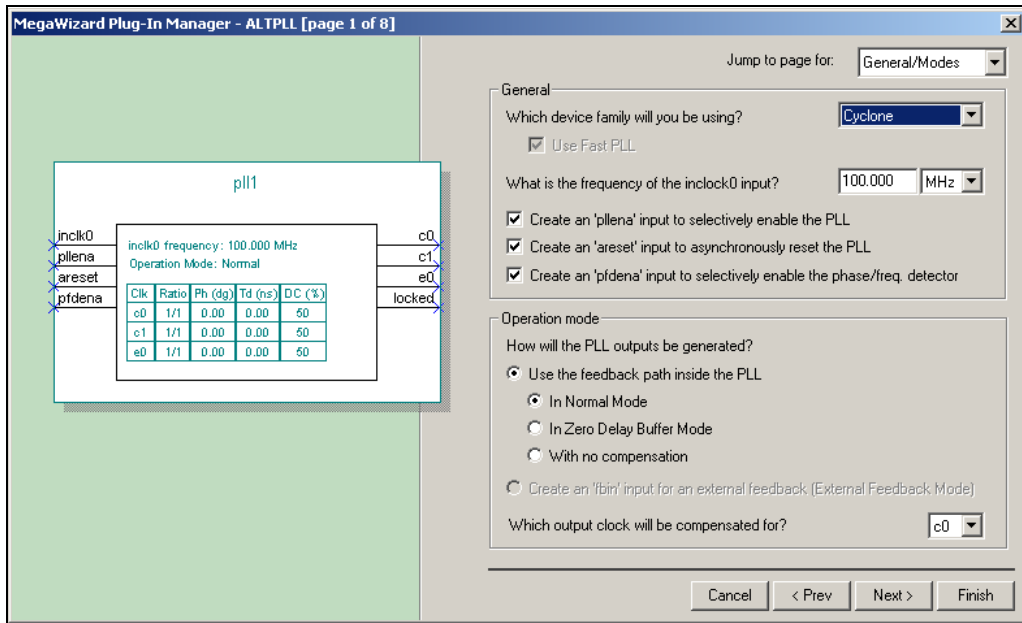 MegaWizard Plug-In Manager - ALTPLL [page 1 of 8]
Jump to page for: General/Modes
General
Which device family will you be using? Cyclone
Use Fast PLL
What is the frequency of the inclock0 input? 100.000 MHz
Create an 'pllena' input to selectively enable the PLL
Create an 'areset' input to asynchronously reset the PLL
Create an 'pfdena' input to selectively enable the phase/freq. detector
Operation mode
How will the PLL outputs be generated?
Use the feedback path inside the PLL
In Normal Mode
In Zero Delay Buffer Mode
With no compensation
Create an 'fbin' input for an external feedback (External Feedback Mode)
Which output clock will be compensated for? c0
pll1
inclk0
pllena
areset
pfdena
inclk0 frequency: 100.000 MHz
Operation Mode: Normal
Clk Ratio Ph (dg) Td (ns) DC (%)
c0 1/1 0.00 0.00 50
c1 1/1 0.00 0.00 50
e0 1/1 0.00 0.00 50
c0
c1
e0
locked
Cancel < Prev Next > Finish